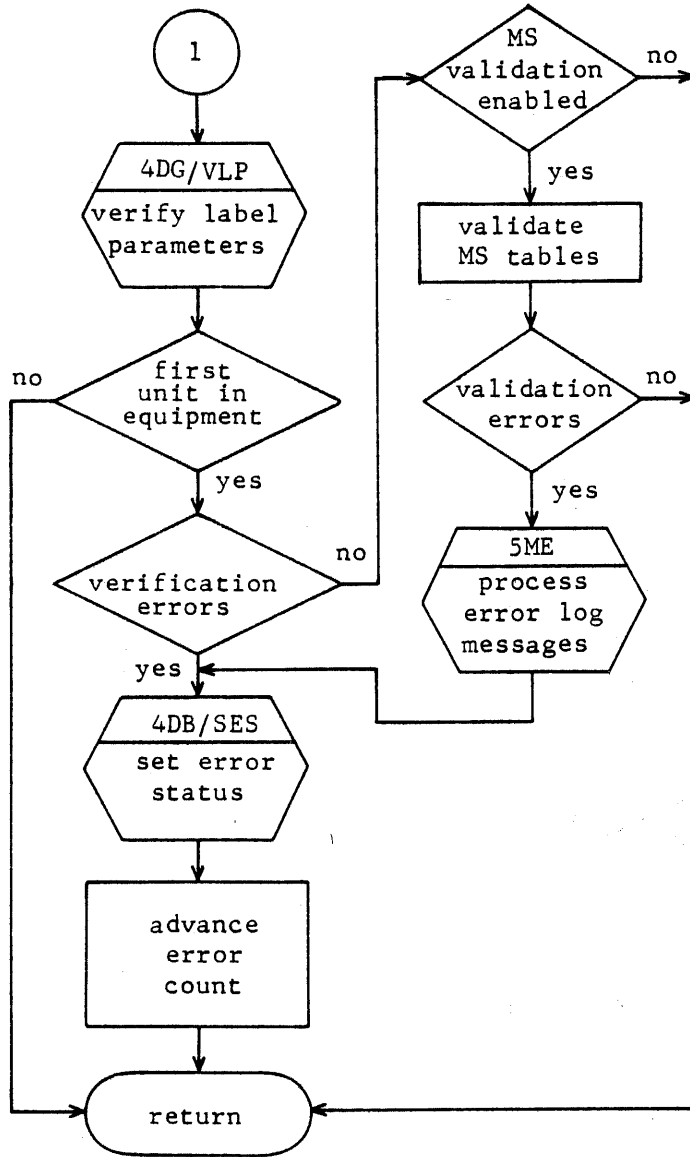 1
4DG/VLP
verify label
parameters
no
first
unit in
equipment
yes
verification
errors
no
yes
4DB/SES
set error
status
advance
error
count
return
MS
validation
enabled
no
yes
validate
MS tables
validation
errors
no
yes
5ME
process
error log
messages